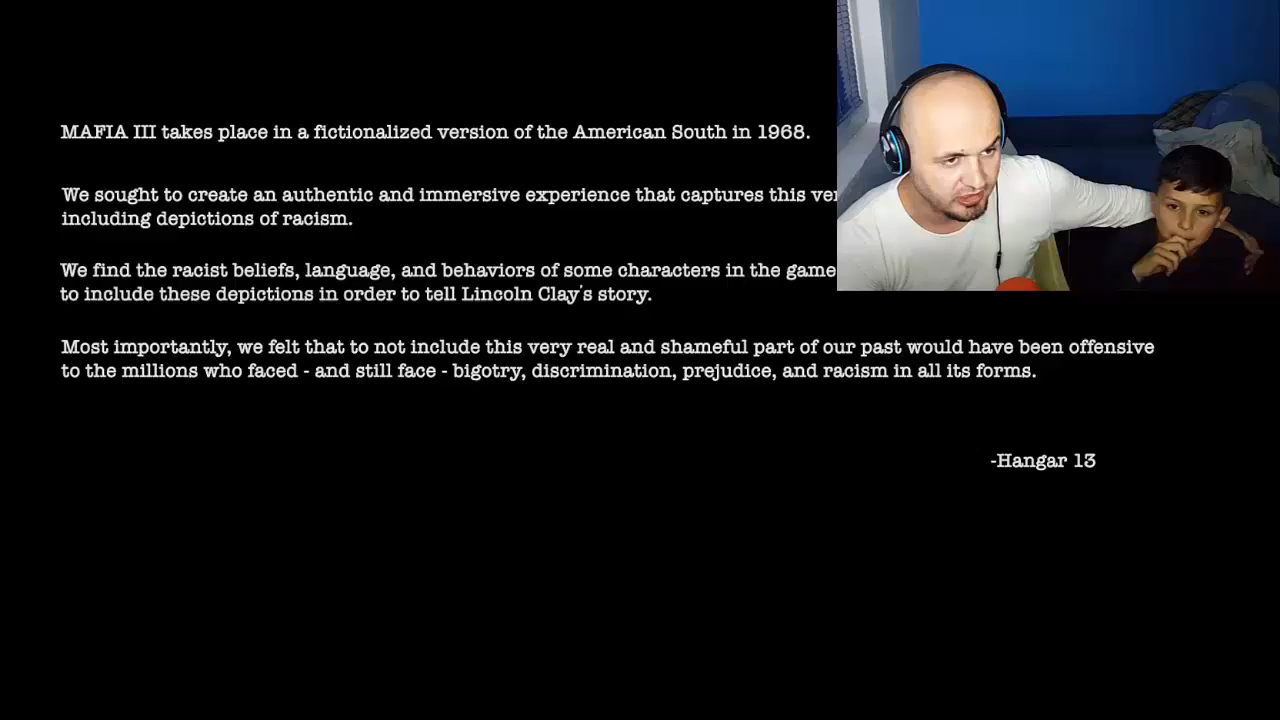 MAFIA III takes place in a fictionalized version of the American South in 1968.
We sought to create an authentic and immersive experience that captures this
including depictions of racism.
We find the racist beliefs, language, and behaviors of some characters in the game
to include these depictions in order to tell Lincoln Clay's story.
Most importantly, we felt that to not include this very real and shameful part of our past would have been offensive
to the millions who faced - and still face - bigotry, discrimination, prejudice, and racism in all its forms.
-Hangar 13